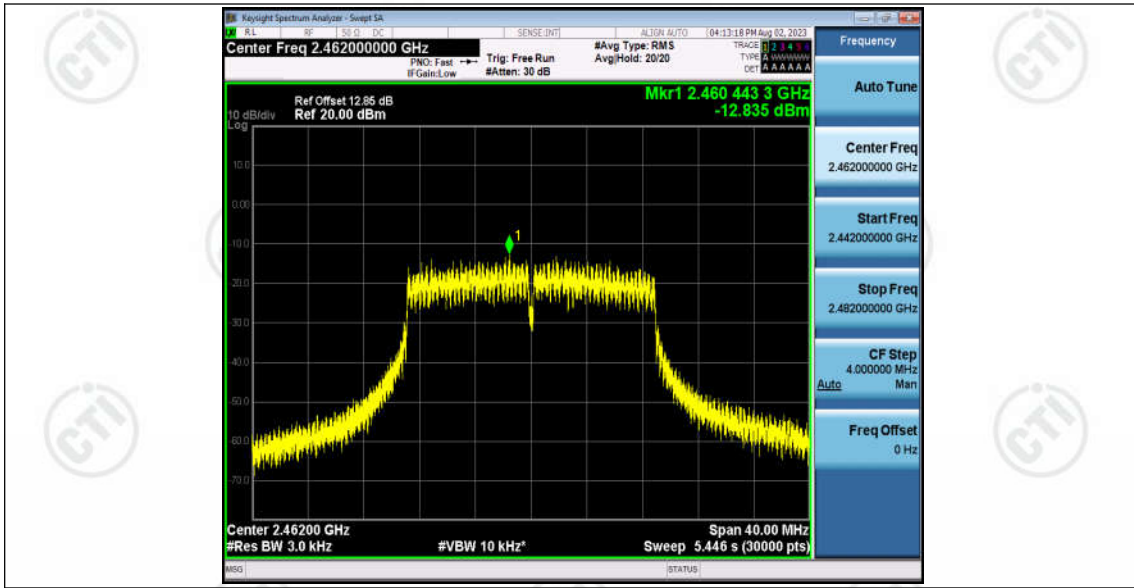 Keysight Spectrum Analyzer - Swept SA
RL RF 50 Ω DC SENSE:INT ALIGN AUTO 04:13:18 PM Aug 02, 2023
Center Freq 2.462000000 GHz
PNO: Fast
IFGain:Low
Trig: Free Run
#Atten: 30 dB
#Avg Type: RMS
Avg|Hold: 20/20
TRACE 1 2 3 4 5 6
TYPE A WWWWW
DET A A A A A A
Ref Offset 12.85 dB
10 dB/div Ref 20.00 dBm
Log
Mkr1 2.460 443 3 GHz
-12.835 dBm
10.0
0.00
-10.0
-20.0
-30.0
-40.0
-50.0
-60.0
-70.0
1
Center 2.46200 GHz Span 40.00 MHz
#Res BW 3.0 kHz #VBW 10 kHz* Sweep 5.446 s (30000 pts)
MSG STATUS
Frequency
Auto Tune
Center Freq
2.462000000 GHz
Start Freq
2.442000000 GHz
Stop Freq
2.482000000 GHz
CF Step
4.000000 MHz
Auto Man
Freq Offset
0 Hz
CTI
CTI
CTI
CTI